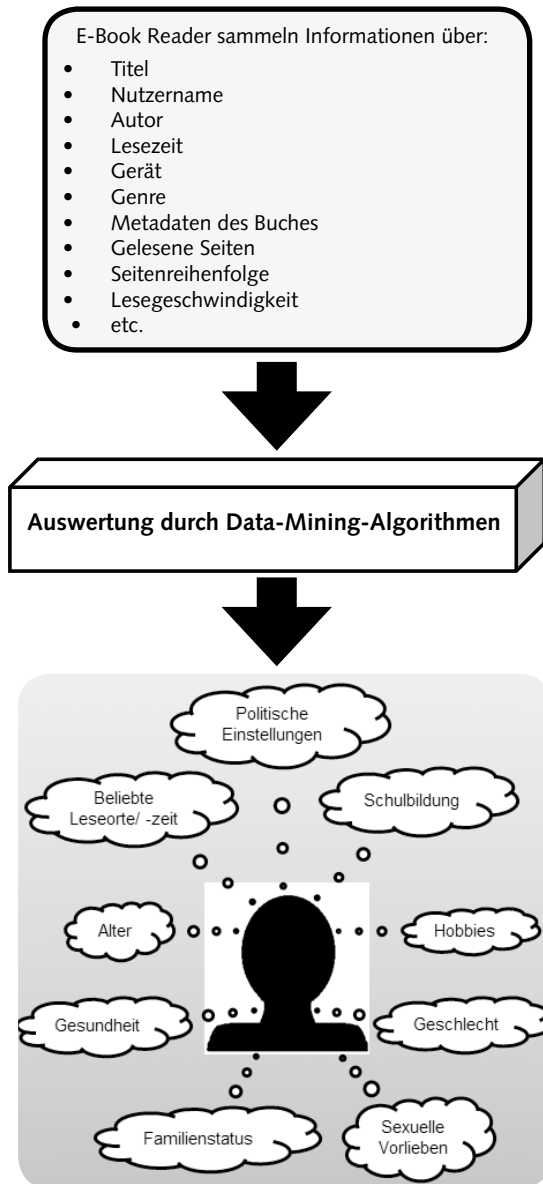 E-Book Reader sammeln Informationen über:
• Titel
• Nutzername
• Autor
• Lesezeit
• Gerät
• Genre
• Metadaten des Buches
• Gelesene Seiten
• Seitenreihenfolge
• Lesegeschwindigkeit
• etc.
Auswertung durch Data-Mining-Algorithmen
Politische
Einstellungen
Beliebte
Leseorte/ -zeit
Schulbildung
Alter
Hobbies
Gesundheit
Geschlecht
Familienstatus
Sexuelle
Vorlieben